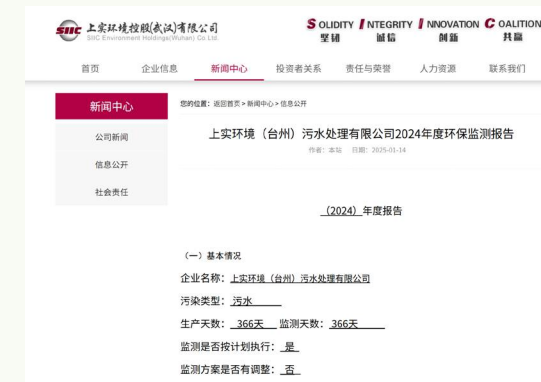 SIIC 上实环境控股(武汉)有限公司
SIIC Environment Holdings(Wuhan) Co.Ltd.
SOLIDITY INTEGRITY INNOVATION COALITION
坚韧 诚信 创新 共赢
首页 企业信息 新闻中心 投资者关系 责任与荣誉 人力资源 联系我们
新闻中心
公司新闻
信息公开
社会责任
您的位置：返回首页 > 新闻中心 > 信息公开
上实环境（台州）污水处理有限公司2024年度环保监测报告
作者：本站 日期：2025-01-14
（2024）年度报告
（一）基本情况
企业名称：上实环境（台州）污水处理有限公司
污染类型：污水
生产天数：366天 监测天数：366天
监测是否按计划执行：是
监测方案是否有调整：否